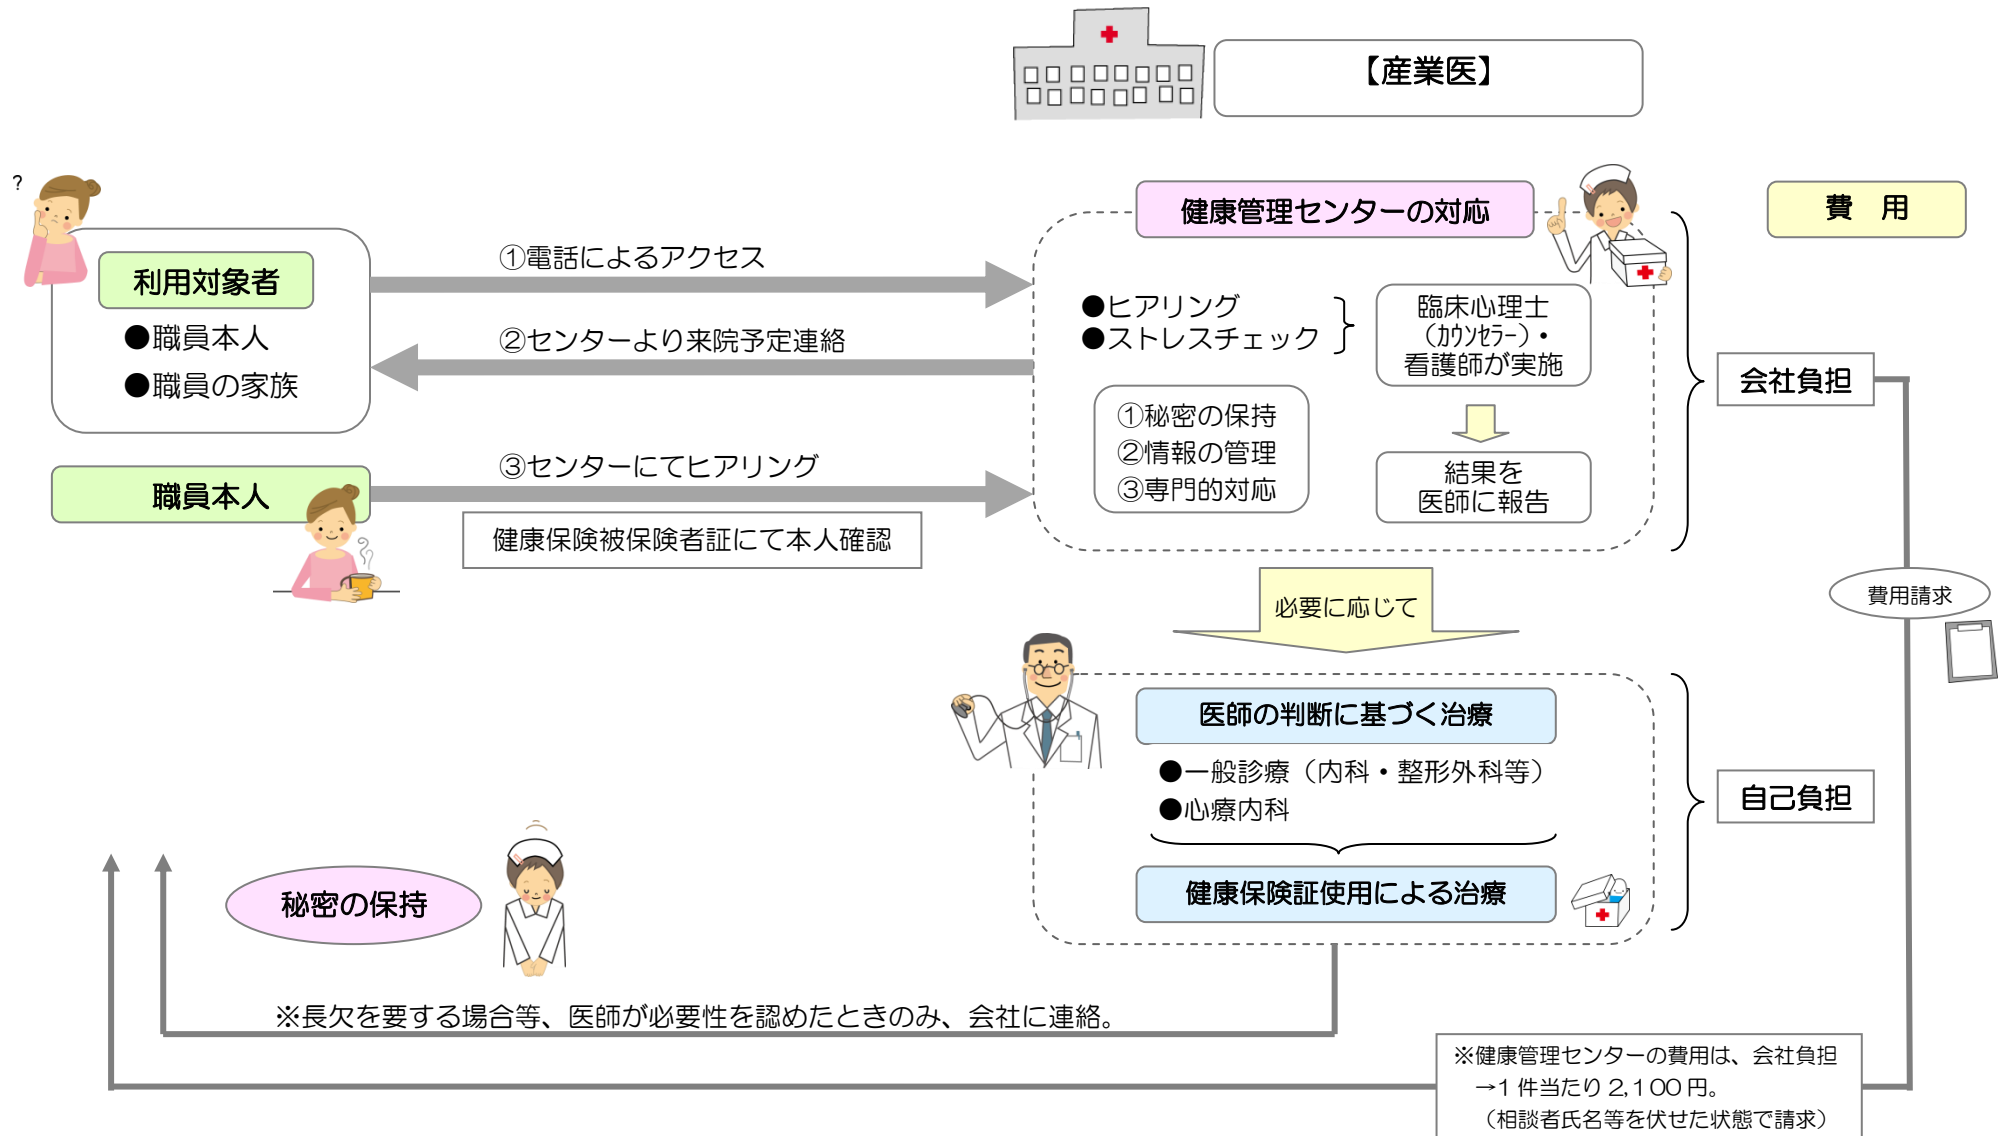 【産業医】
?
健康管理センターの対応
費　用
利用対象者
●職員本人
●職員の家族
①電話によるアクセス
②センターより来院予定連絡
●ヒアリング
●ストレスチェック
臨床心理士
（ｶｳﾝｾﾗｰ）・
看護師が実施
会社負担
①秘密の保持
②情報の管理
③専門的対応
結果を
医師に報告
職員本人
③センターにてヒアリング
健康保険被保険者証にて本人確認
必要に応じて
費用請求
医師の判断に基づく治療
●一般診療（内科・整形外科等）
●心療内科
自己負担
健康保険証使用による治療
秘密の保持
※長欠を要する場合等、医師が必要性を認めたときのみ、会社に連絡。
※健康管理センターの費用は、会社負担
→1 件当たり 2,100 円。
（相談者氏名等を伏せた状態で請求）